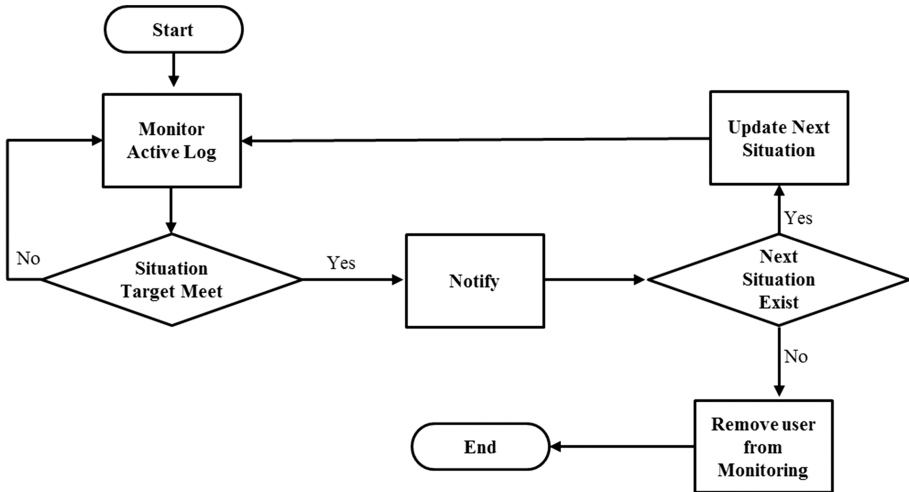 Start
Monitor
Active Log
Update Next
Situation
No
Situation
Target Meet
Yes
Notify
Yes
Next
Situation
Exist
No
Remove user
from
Monitoring
End